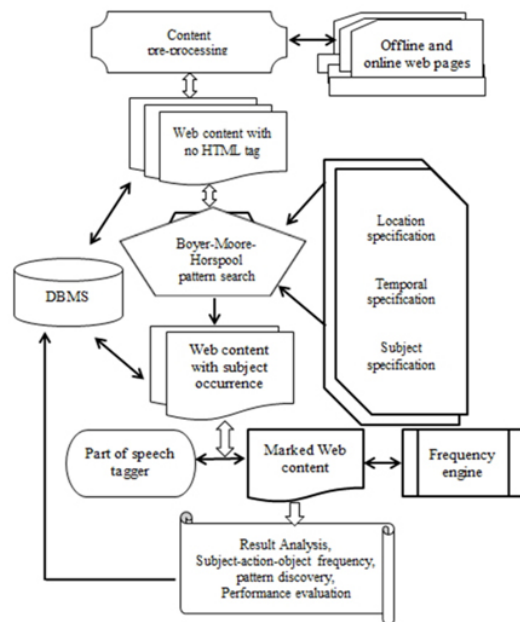 Content
pre-processing
Offline and
online web pages
Web content with
no HTML tag
Boyer-Moore-
Horspool
pattern search
Location
specification
Temporal
specification
Subject
specification
DBMS
Web content
with subject
occurrence
Part of speech
tagger
Marked Web
content
Frequency
engine
Result Analysis,
Subject-action-object frequency,
pattern discovery,
Performance evaluation